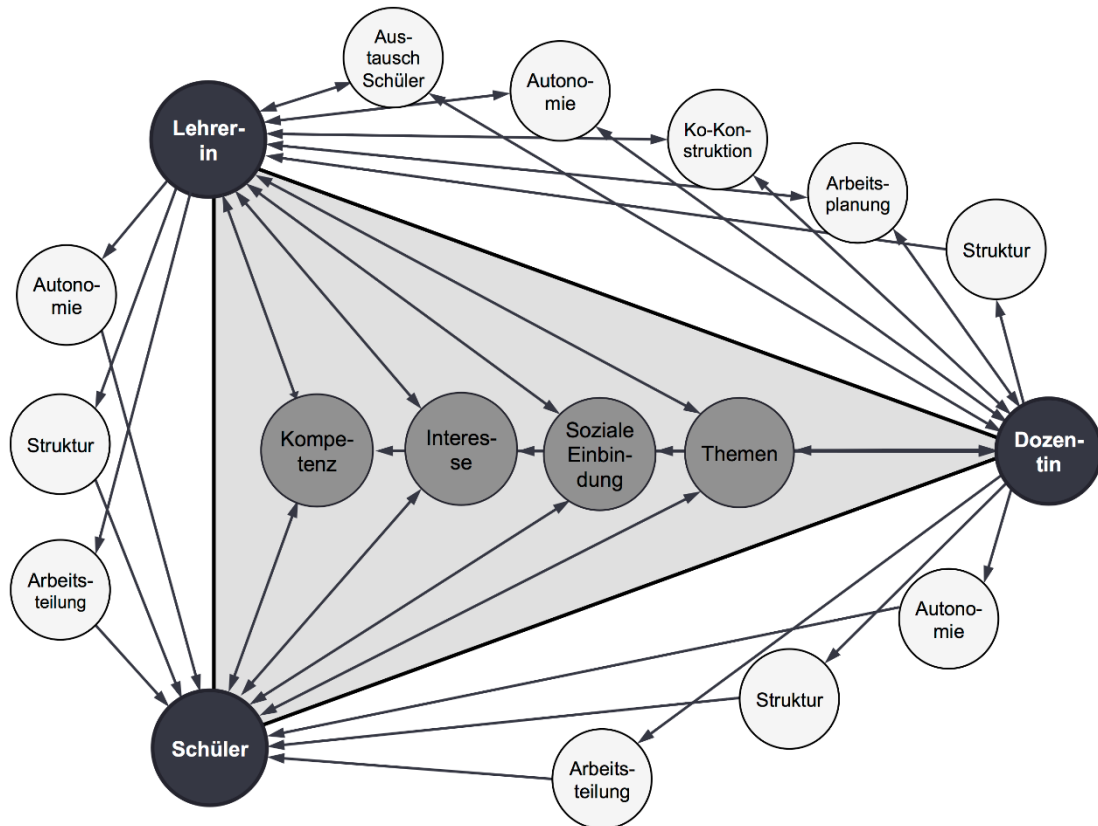 Aus-
tausch
Schüler
Autono-
mie
Ko-Kon-
struktion
Arbeits-
planung
Struktur
Lehrer-
in
Autono-
mie
Struktur
Arbeits-
teilung
Kompe-
tenz
Interes-
se
Soziale
Einbin-
dung
Themen
Dozen-
tin
Autono-
mie
Struktur
Arbeits-
teilung
Schüler